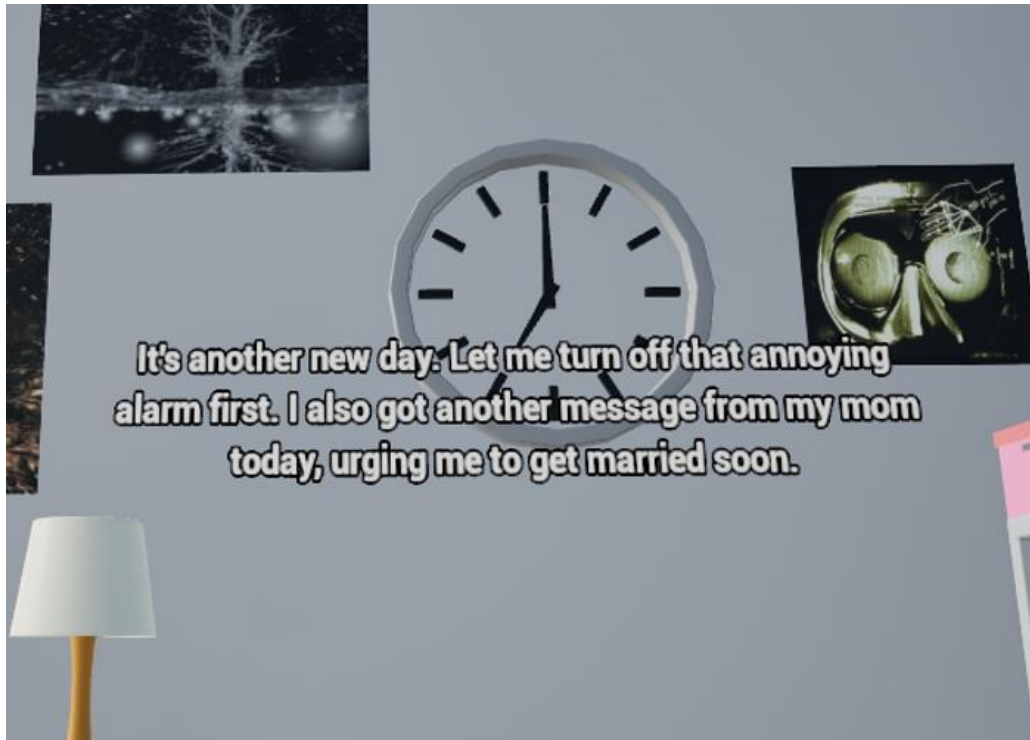 It's another new day. Let me turn off that annoying
alarm first. I also got another message from my mom
today, urging me to get married soon.